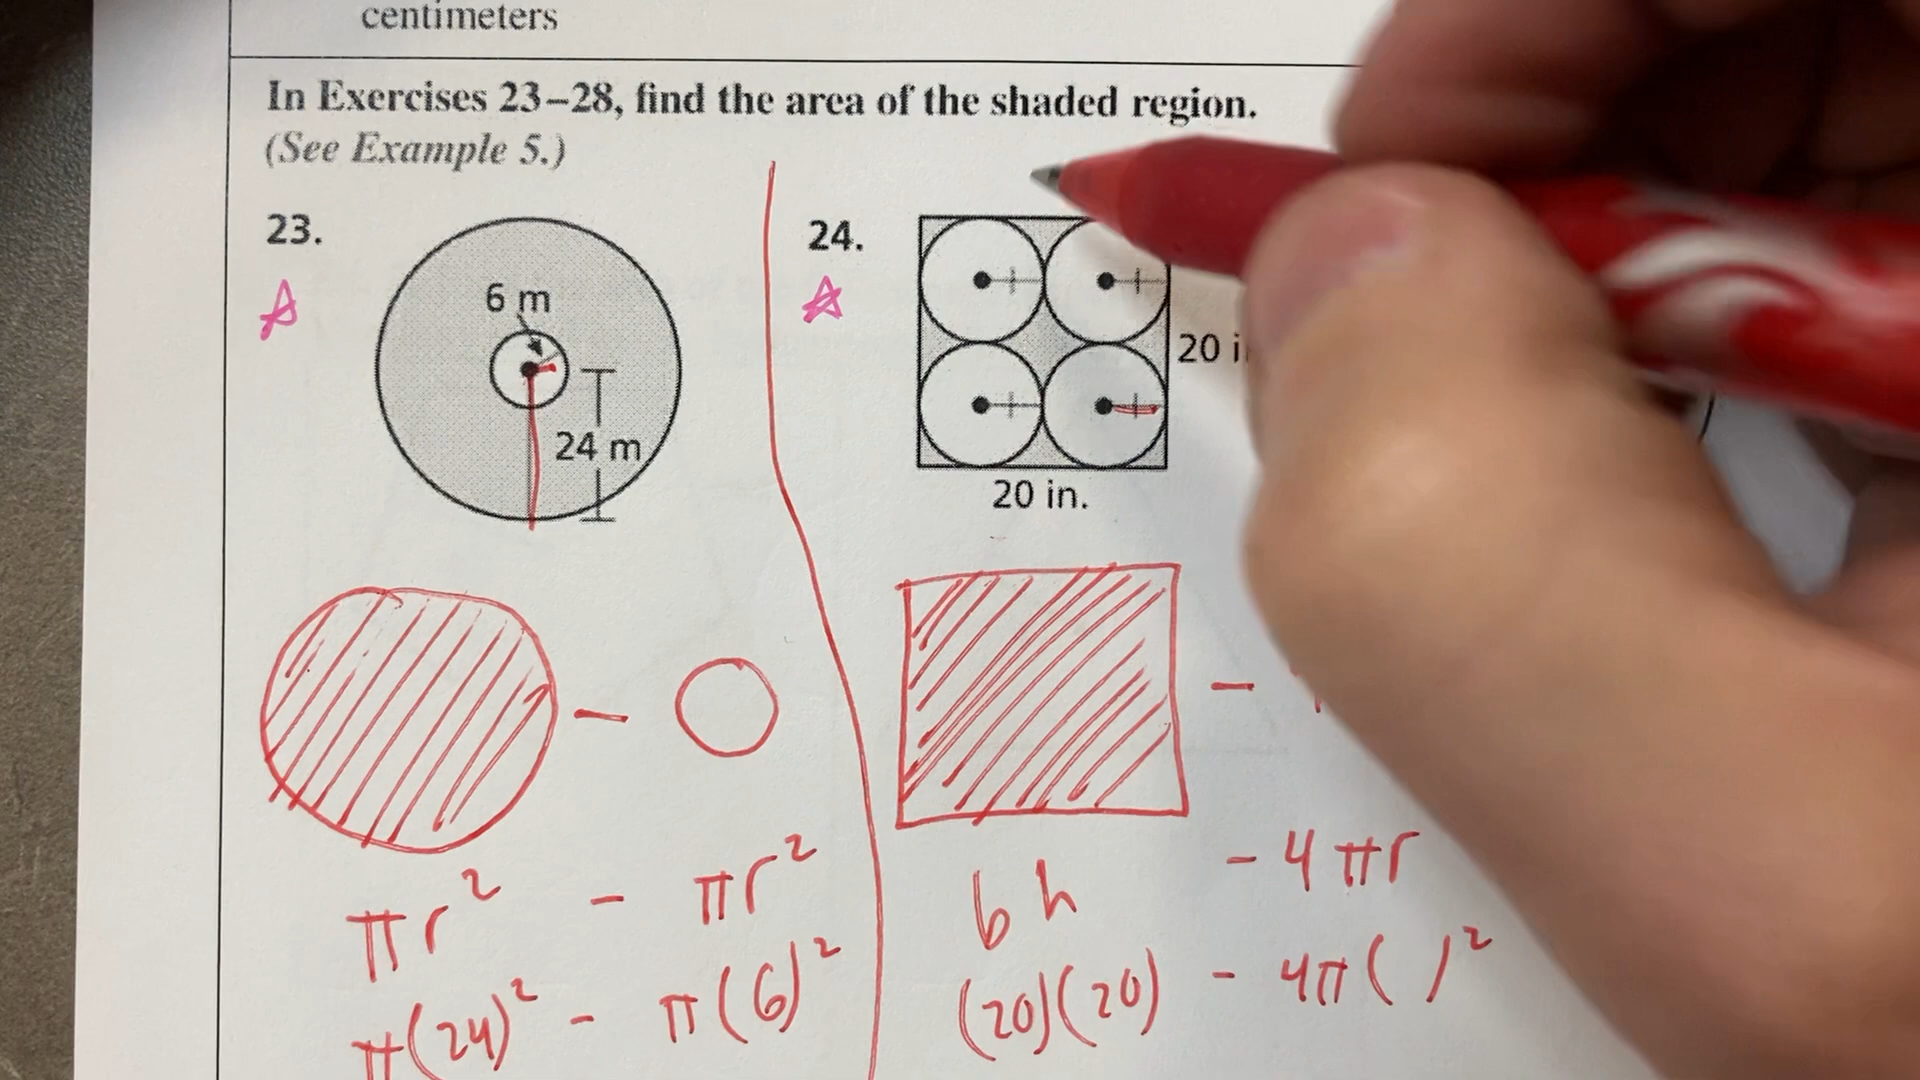 centimeters
In Exercises 23–28, find the area of the shaded region.
(See Example 5.)
23.
6 m
24 m
24.
20 i
20 in.
πr² - πr²
π(24)² - π(6)²
bh - 4πr
(20)(20) - 4π( )²